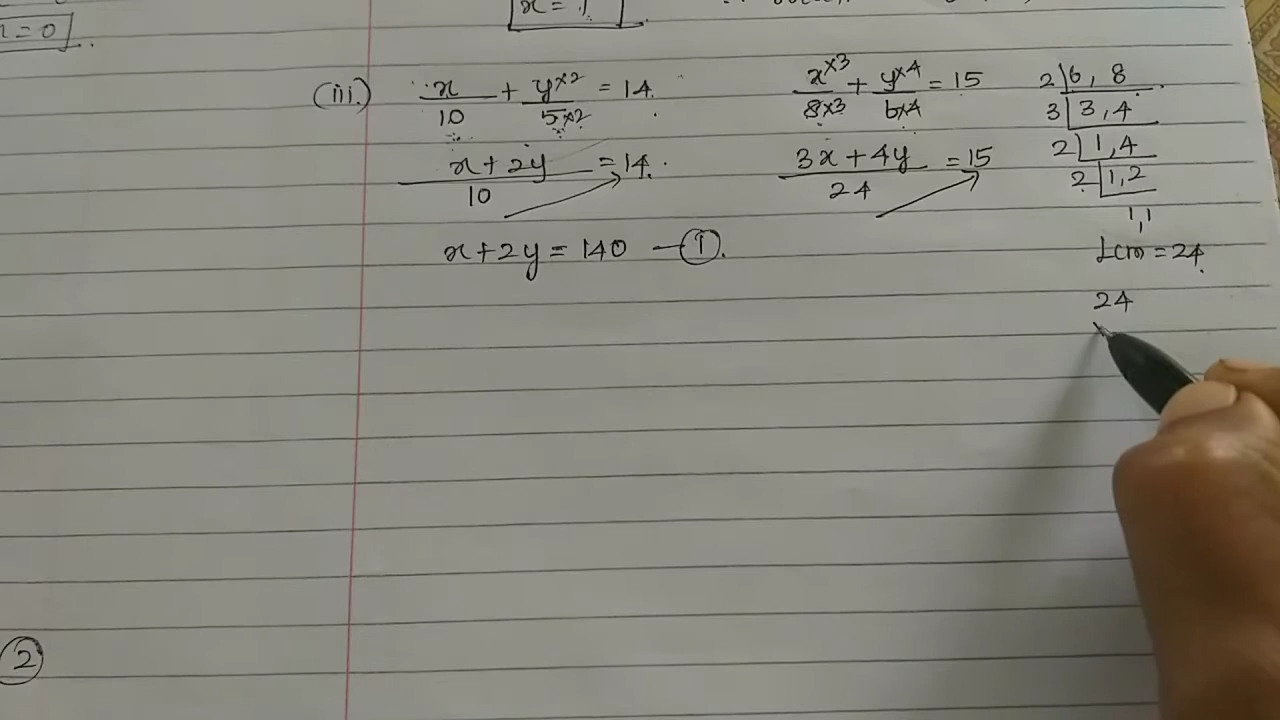 x = 0
x = 1
(iii.) x/10 + y×2/5×2 = 14.
x×3/8×3 + y×4/6×4 = 15
2 | 6, 8
3 | 3, 4
(x + 2y)/10 = 14.
(3x + 4y)/24 = 15
2 | 1, 4
2 | 1, 2
1, 1
x + 2y = 140 — ①.
Lcm = 24.
24
②